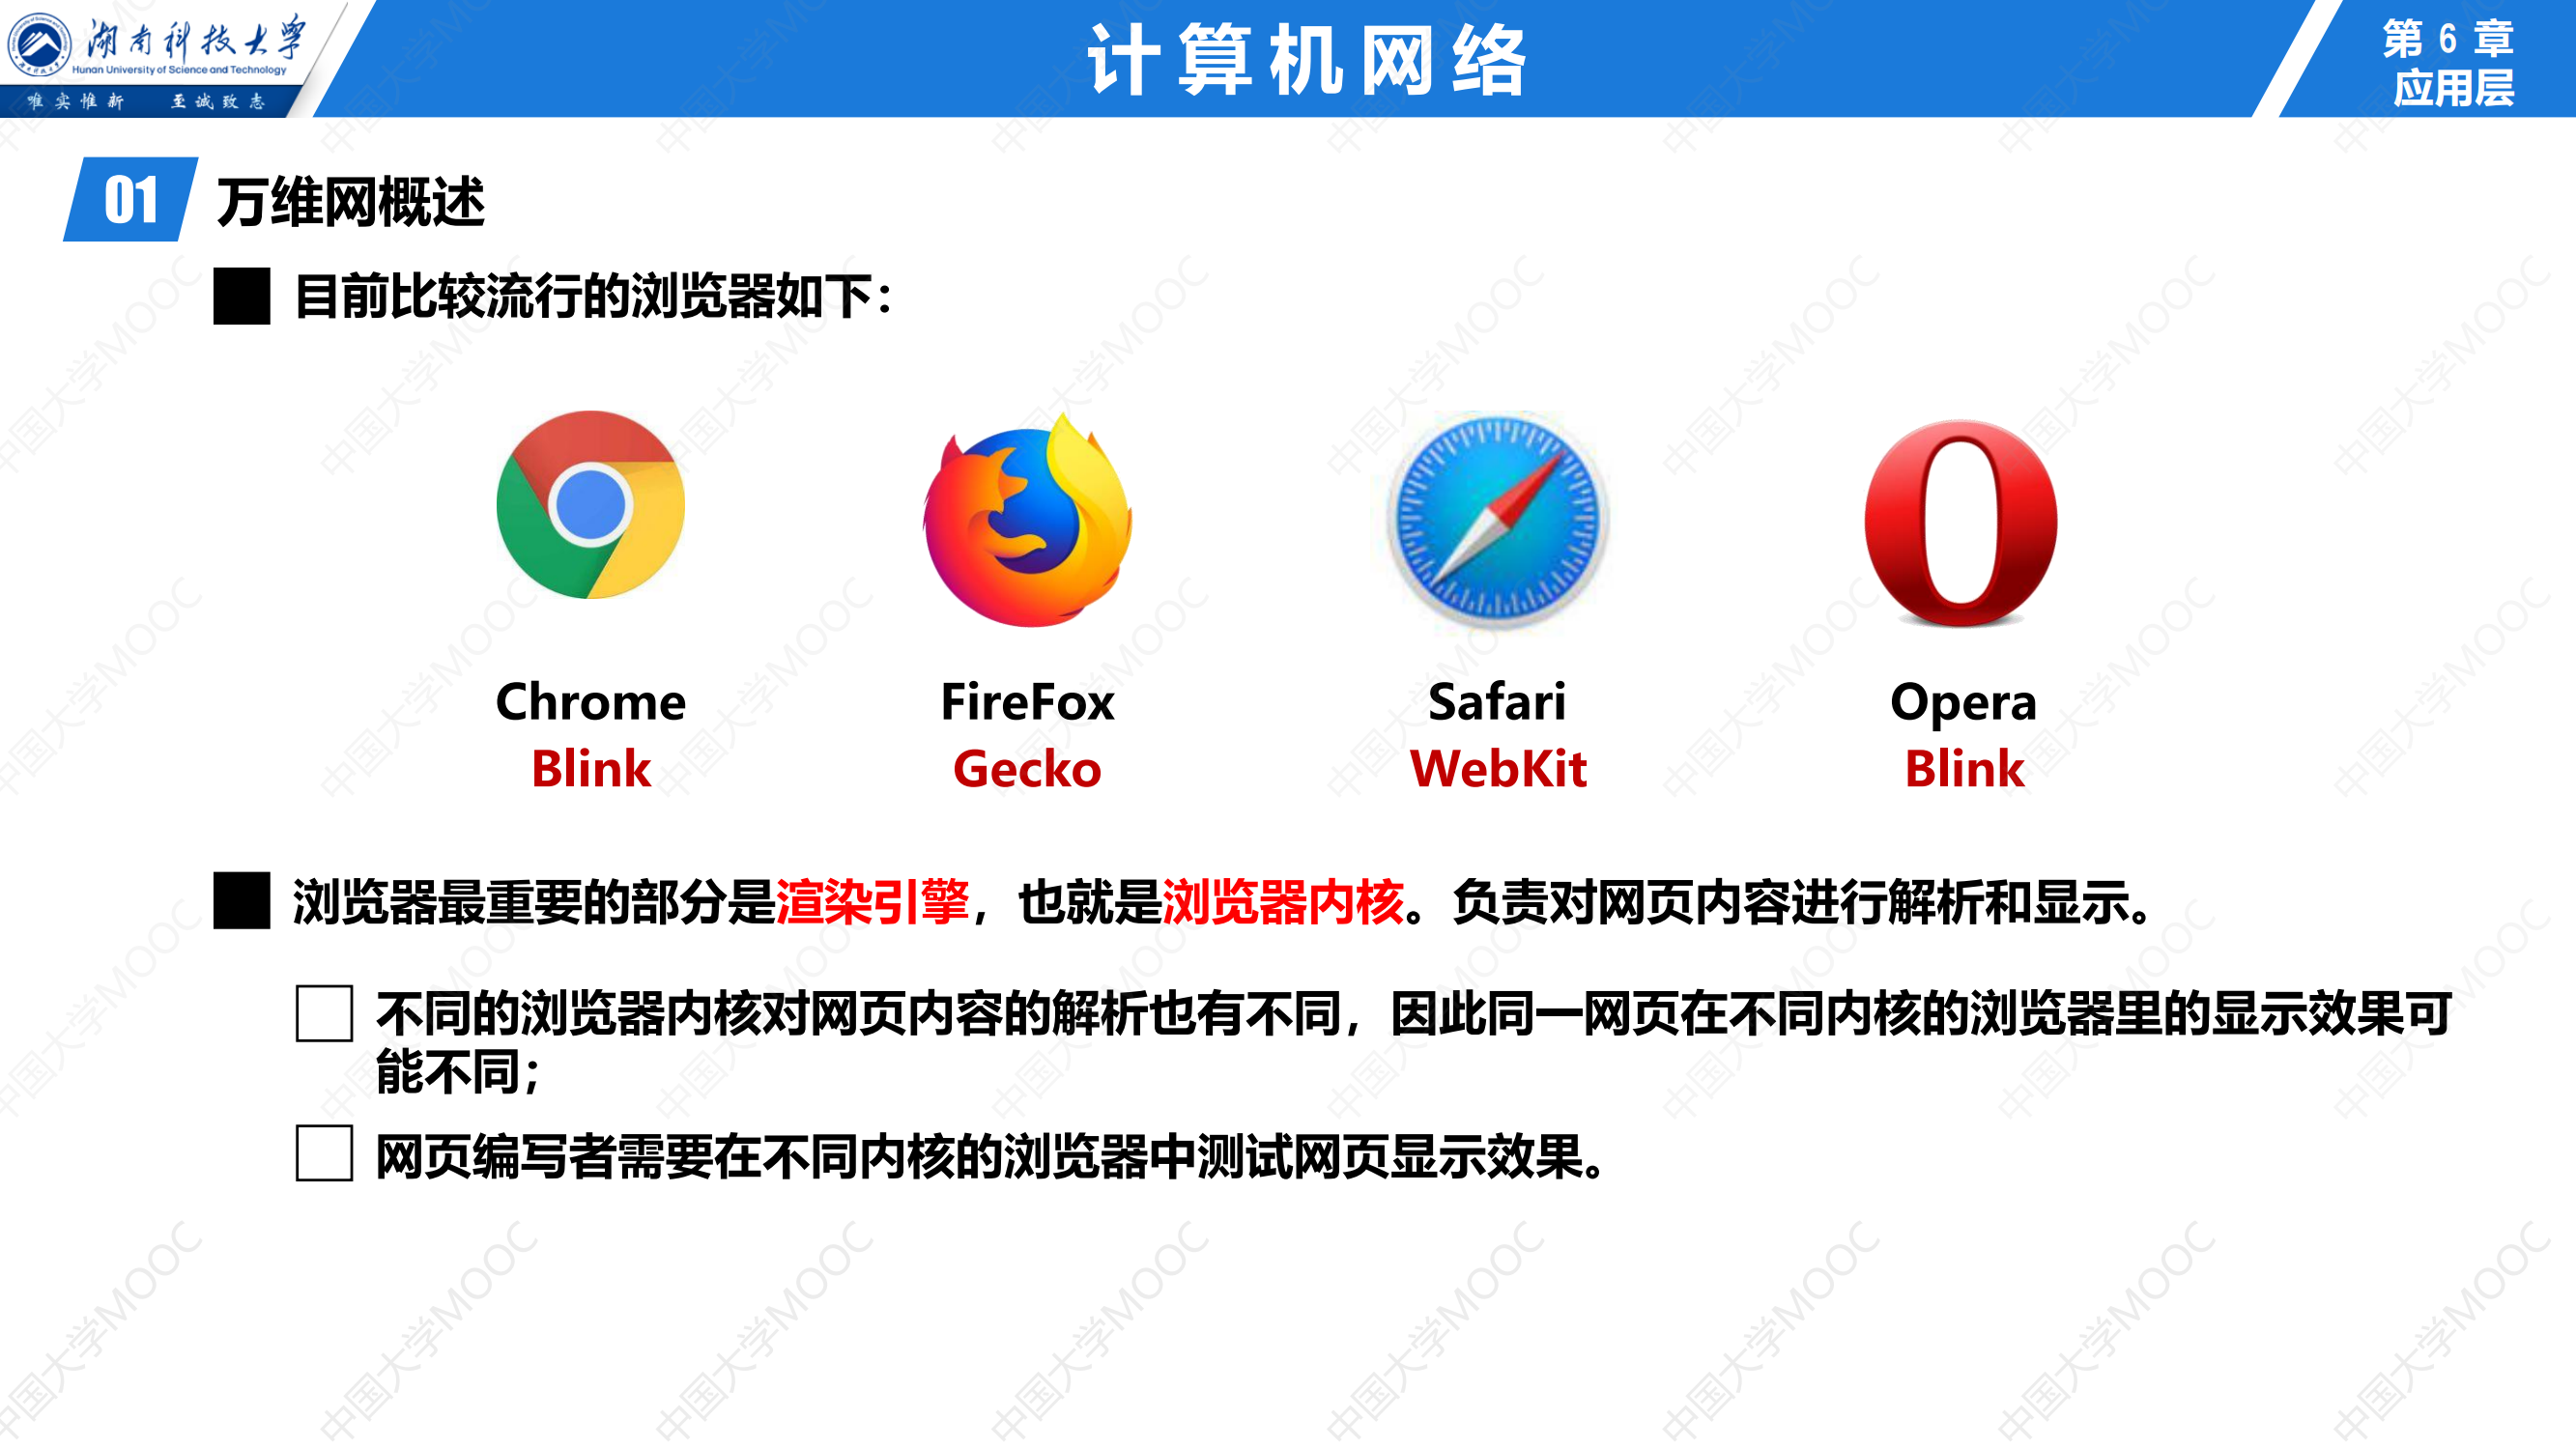 湖南科技大学
Hunan University of Science and Technology
唯实惟新 至诚致志
计算机网络
第 6 章
应用层
01 万维网概述
目前比较流行的浏览器如下：
Chrome FireFox Safari Opera
Blink Gecko WebKit Blink
浏览器最重要的部分是渲染引擎，也就是浏览器内核。负责对网页内容进行解析和显示。
不同的浏览器内核对网页内容的解析也有不同，因此同一网页在不同内核的浏览器里的显示效果可
能不同；
网页编写者需要在不同内核的浏览器中测试网页显示效果。
中国大学MOOC